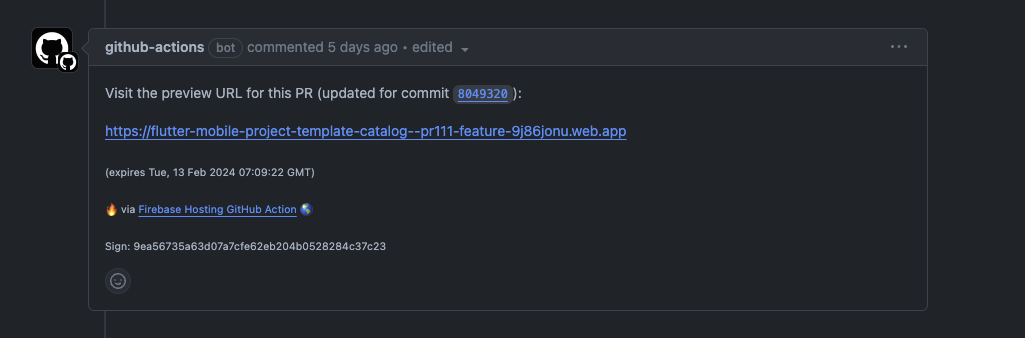 github-actions bot commented 5 days ago • edited
Visit the preview URL for this PR (updated for commit 8049320):
https://flutter-mobile-project-template-catalog--pr111-feature-9j86jonu.web.app
(expires Tue, 13 Feb 2024 07:09:22 GMT)
🔥 via Firebase Hosting GitHub Action 🌎
Sign: 9ea56735a63d07a7cfe62eb204b0528284c37c23